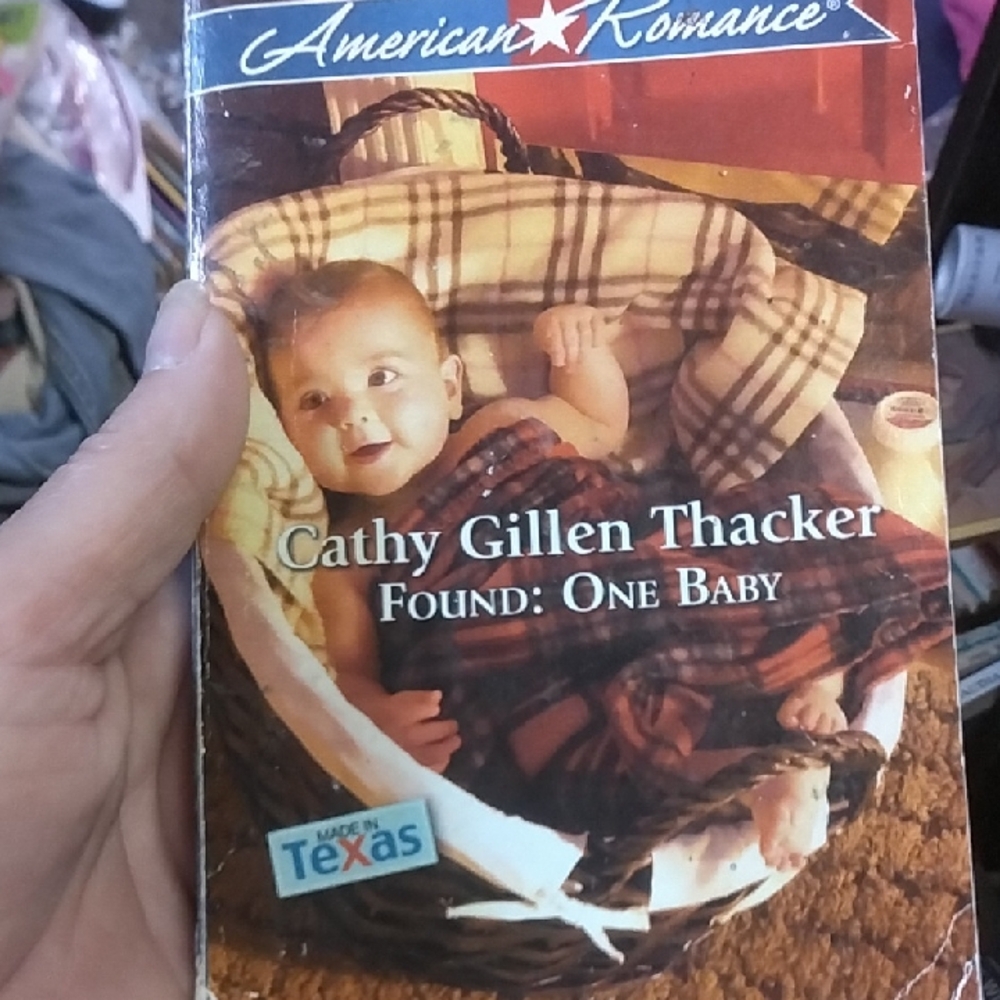 American Romance®
Cathy Gillen Thacker
Found: One Baby
MADE IN
Texas